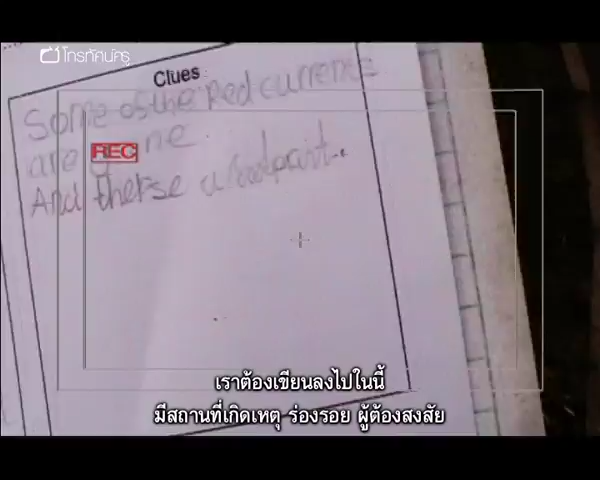 โทรทัศน์ครู
Clues
Some of the Red currents
are gone.
REC
And therse a footprint..
เราต้องเขียนลงไปในนี้
มีสถานที่เกิดเหตุ ร่องรอย ผู้ต้องสงสัย